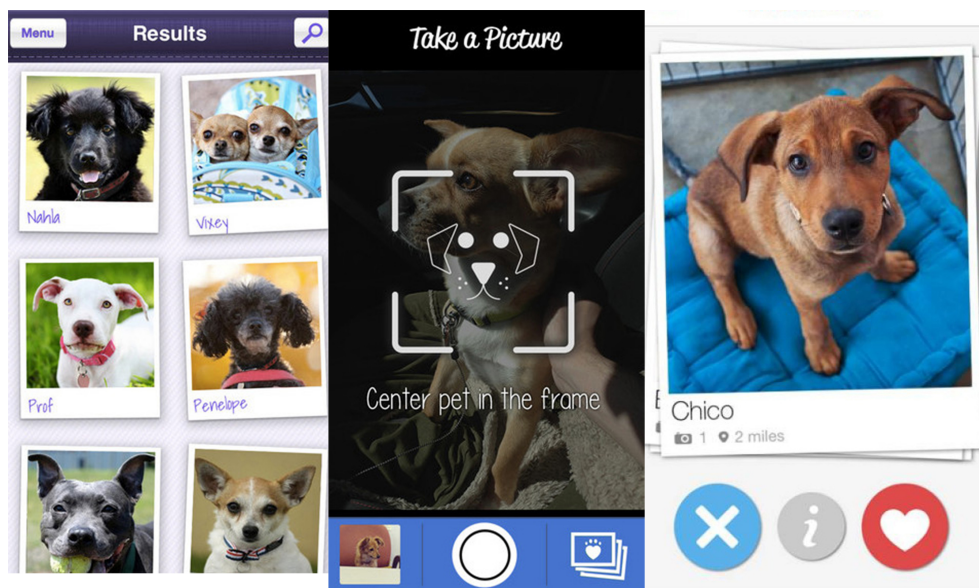 Menu
Results
Nahla
Vixey
Prof
Penelope
Take a Picture
Center pet in the frame
Chico
1
2 miles
i